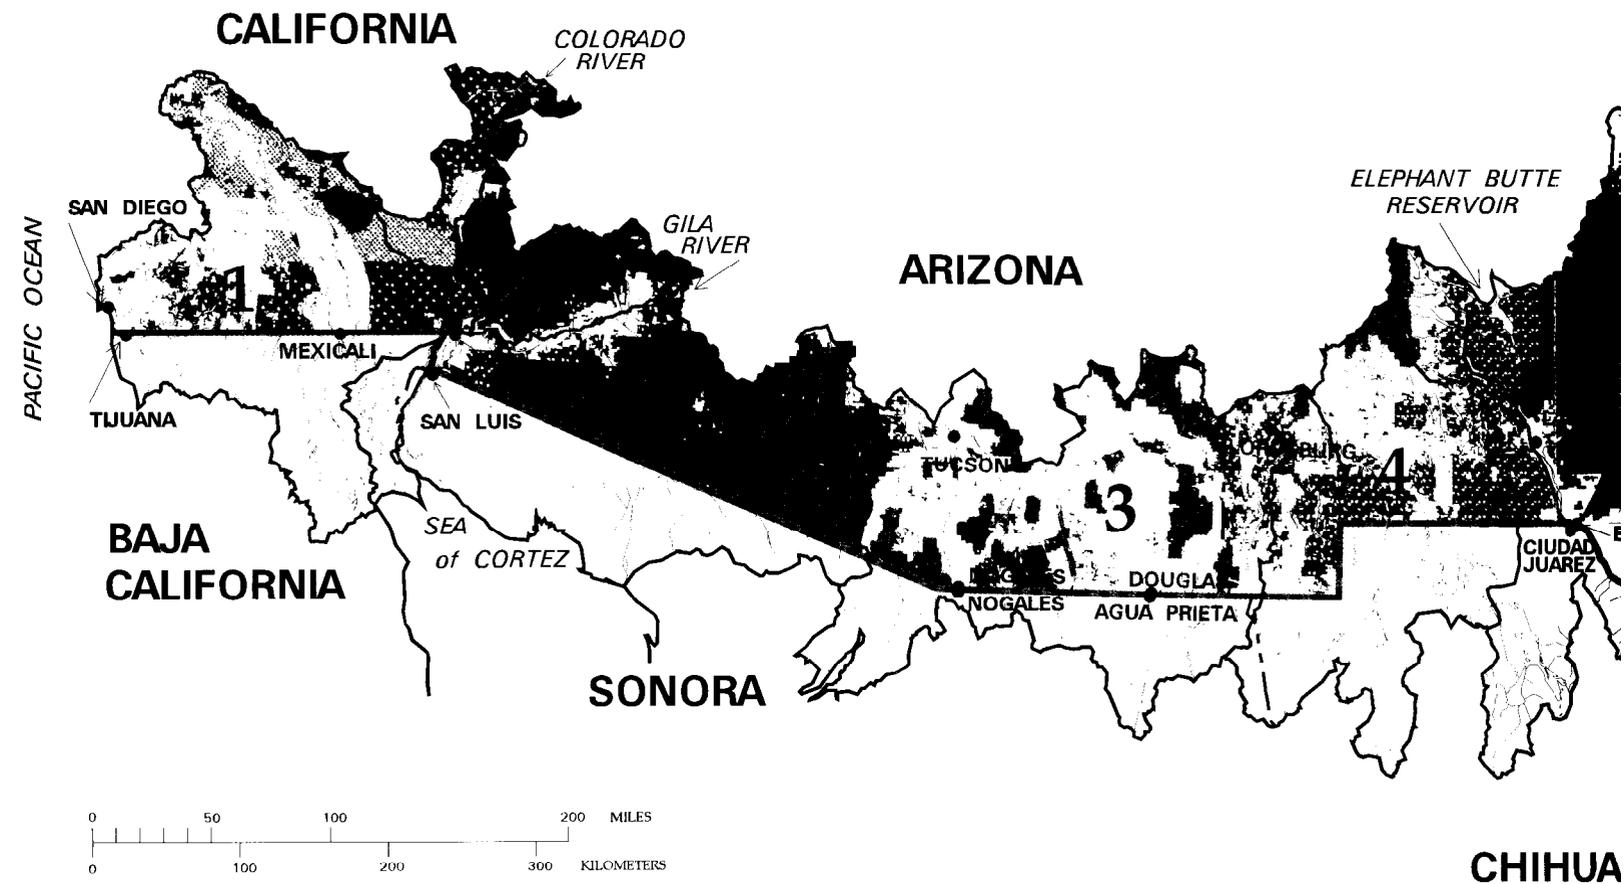 CALIFORNIA
COLORADO
RIVER
ELEPHANT BUTTE
RESERVOIR
SAN DIEGO
GILA
RIVER
PACIFIC OCEAN
ARIZONA
1
MEXICALI
TIJUANA
SAN LUIS
TUCSON
4
3
SEA
of CORTEZ
BAJA
CALIFORNIA
CIUDAD
JUAREZ
DOUGLA
NOGALES
AGUA PRIETA
SONORA
0 50 100 200 MILES
0 100 200 300 KILOMETERS
CHIHUA